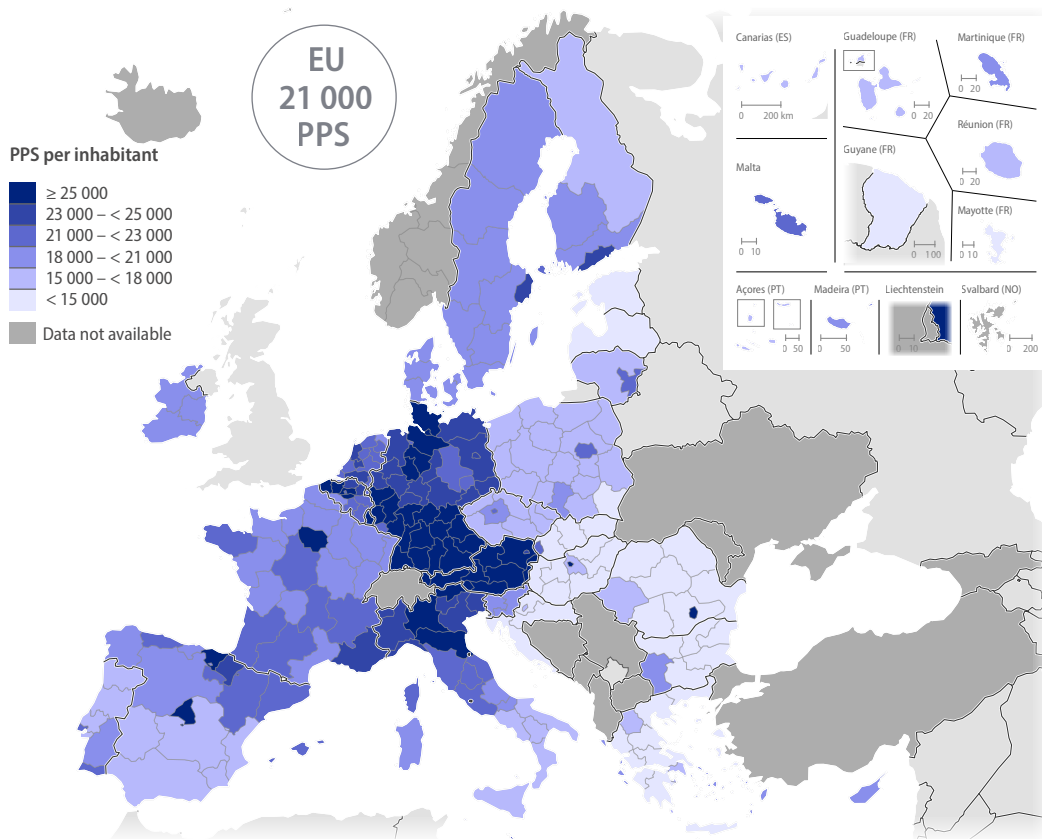 EU
21 000
PPS
PPS per inhabitant
≥ 25 000
23 000 – < 25 000
21 000 – < 23 000
18 000 – < 21 000
15 000 – < 18 000
< 15 000
Data not available
Canarias (ES)
0 200 km
Guadeloupe (FR)
0 20
Martinique (FR)
0 20
Malta
0 10
Guyane (FR)
0 100
Réunion (FR)
0 20
Mayotte (FR)
0 10
Açores (PT)
0 50
Madeira (PT)
0 50
Liechtenstein
0 10
Svalbard (NO)
0 200